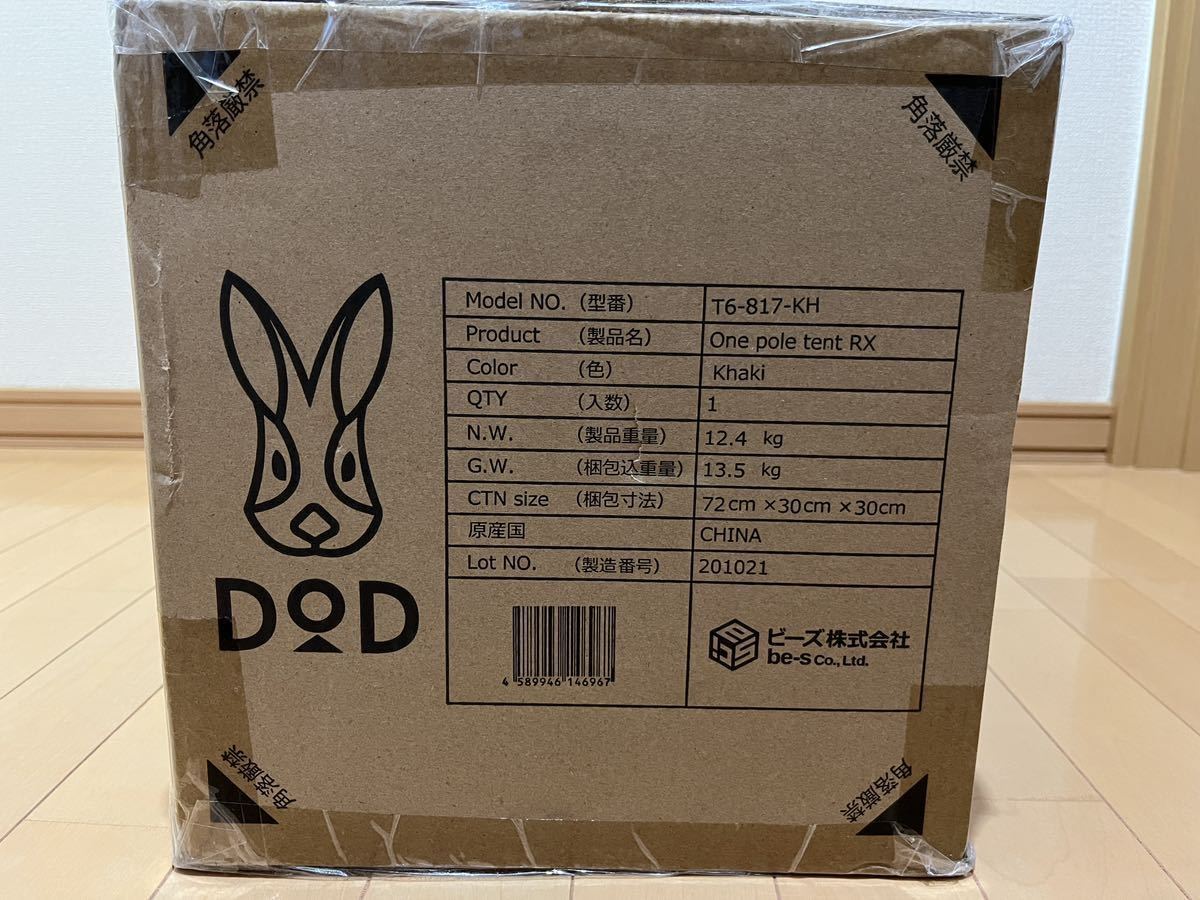 角落厳禁
角落厳禁
Model NO. (型番) T6-817-KH
Product (製品名) One pole tent RX
Color (色) Khaki
QTY (入数) 1
N.W. (製品重量) 12.4 kg
G.W. (梱包込重量) 13.5 kg
CTN size (梱包寸法) 72cm×30cm×30cm
原産国 CHINA
Lot NO. (製造番号) 201021
DOD
ビーズ株式会社
be-s Co., Ltd.
4 589946 146967
角落厳禁
角落厳禁